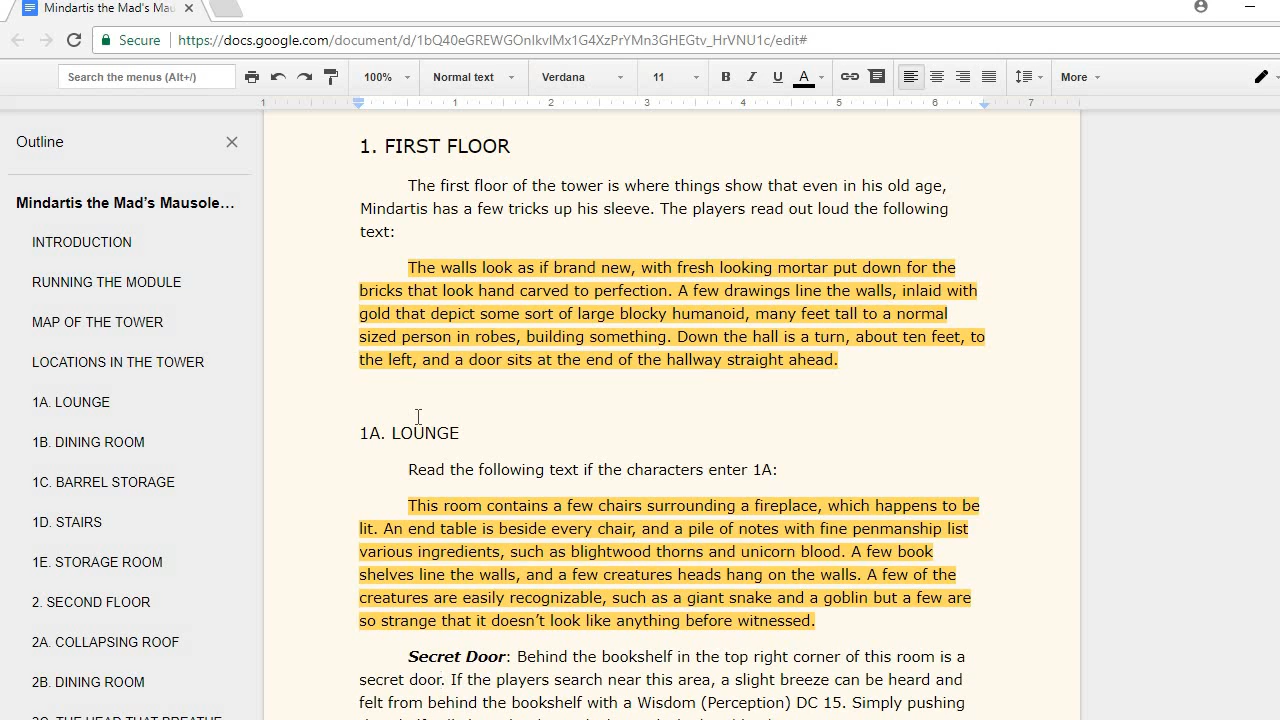 Mindartis the Mad's Mau
Secure https://docs.google.com/document/d/1bQ40eGREWGOnIkvIMx1G4XzPrYMn3GHEGtv_HrVNU1c/edit#
Search the menus (Alt+/) 100% Normal text Verdana 11 B I U A More
1 1 2 3 4 5 6 7
Outline
Mindartis the Mad's Mausole...
INTRODUCTION
RUNNING THE MODULE
MAP OF THE TOWER
LOCATIONS IN THE TOWER
1A. LOUNGE
1B. DINING ROOM
1C. BARREL STORAGE
1D. STAIRS
1E. STORAGE ROOM
2. SECOND FLOOR
2A. COLLAPSING ROOF
2B. DINING ROOM
THE HEAD THAT BREATHE
1. FIRST FLOOR
The first floor of the tower is where things show that even in his old age,
Mindartis has a few tricks up his sleeve. The players read out loud the following
text:
The walls look as if brand new, with fresh looking mortar put down for the
bricks that look hand carved to perfection. A few drawings line the walls, inlaid with
gold that depict some sort of large blocky humanoid, many feet tall to a normal
sized person in robes, building something. Down the hall is a turn, about ten feet, to
the left, and a door sits at the end of the hallway straight ahead.
1A. LOUNGE
Read the following text if the characters enter 1A:
This room contains a few chairs surrounding a fireplace, which happens to be
lit. An end table is beside every chair, and a pile of notes with fine penmanship list
various ingredients, such as blightwood thorns and unicorn blood. A few book
shelves line the walls, and a few creatures heads hang on the walls. A few of the
creatures are easily recognizable, such as a giant snake and a goblin but a few are
so strange that it doesn't look like anything before witnessed.
Secret Door: Behind the bookshelf in the top right corner of this room is a
secret door. If the players search near this area, a slight breeze can be heard and
felt from behind the bookshelf with a Wisdom (Perception) DC 15. Simply pushing